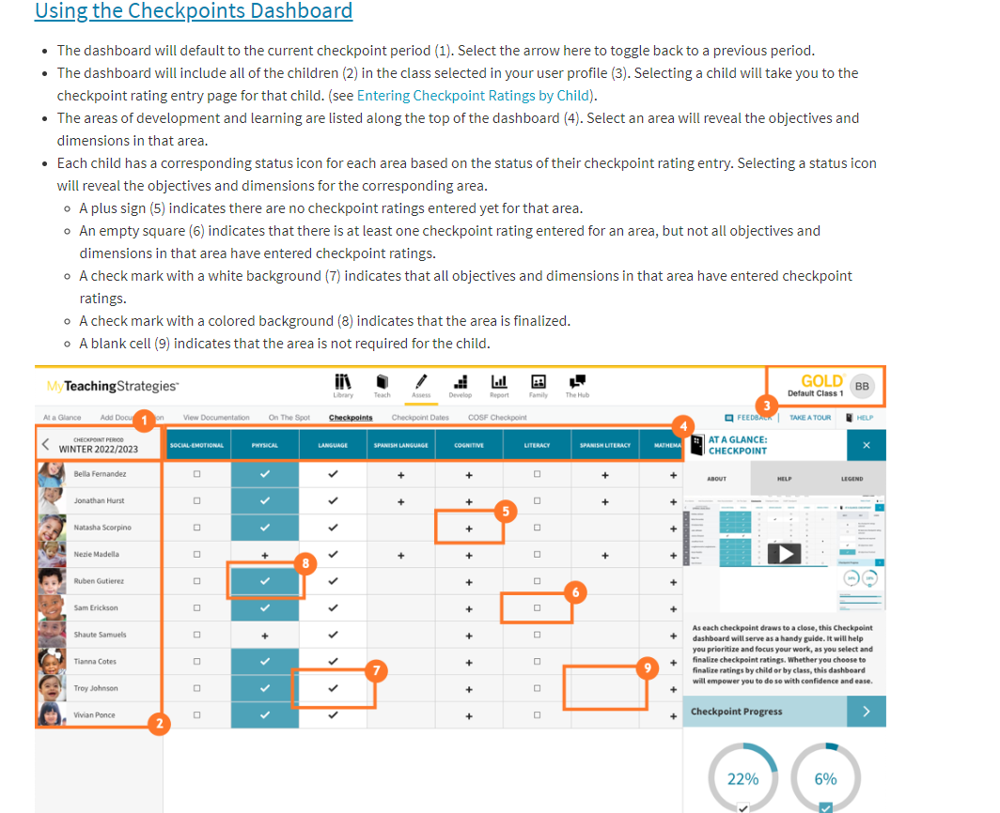 Using the Checkpoints Dashboard
The dashboard will default to the current checkpoint period (1). Select the arrow here to toggle back to a previous period.
The dashboard will include all of the children (2) in the class selected in your user profile (3). Selecting a child will take you to the
checkpoint rating entry page for that child. (see Entering Checkpoint Ratings by Child).
The areas of development and learning are listed along the top of the dashboard (4). Select an area will reveal the objectives and
dimensions in that area.
Each child has a corresponding status icon for each area based on the status of their checkpoint rating entry. Selecting a status icon
will reveal the objectives and dimensions for the corresponding area.
A plus sign (5) indicates there are no checkpoint ratings entered yet for that area.
An empty square (6) indicates that there is at least one checkpoint rating entered for an area, but not all objectives and
dimensions in that area have entered checkpoint ratings.
A check mark with a white background (7) indicates that all objectives and dimensions in that area have entered checkpoint
ratings.
A check mark with a colored background (8) indicates that the area is finalized.
A blank cell (9) indicates that the area is not required for the child.
MyTeachingStrategies
Library Teach Assess Develop Report Family The Hub
GOLD
Default Class 1
BB
3
At a Glance Add Docu on View Documentation On The Spot Checkpoints Checkpoint Dates COSF Checkpoint
FEEDBACK TAKE A TOUR HELP
1
4
CHECKPOINT PERIOD
WINTER 2022/2023
SOCIAL-EMOTIONAL PHYSICAL LANGUAGE SPANISH LANGUAGE COGNITIVE LITERACY SPANISH LITERACY MATHEMA
AT A GLANCE:
CHECKPOINT
ABOUT HELP LEGEND
Bella Fernandez
Jonathan Hurst
5
Natasha Scorpino
Nezie Madella
8
Ruben Gutierez
6
Sam Erickson
Shaute Samuels
Tianna Cotes
7
9
Troy Johnson
Vivian Ponce
2
As each checkpoint draws to a close, this Checkpoint
dashboard will serve as a handy guide. It will help
you prioritize and focus your work, as you select and
finalize checkpoint ratings. Whether you choose to
finalize ratings by child or by class, this dashboard
will empower you to do so with confidence and ease.
Checkpoint Progress
22% 6%